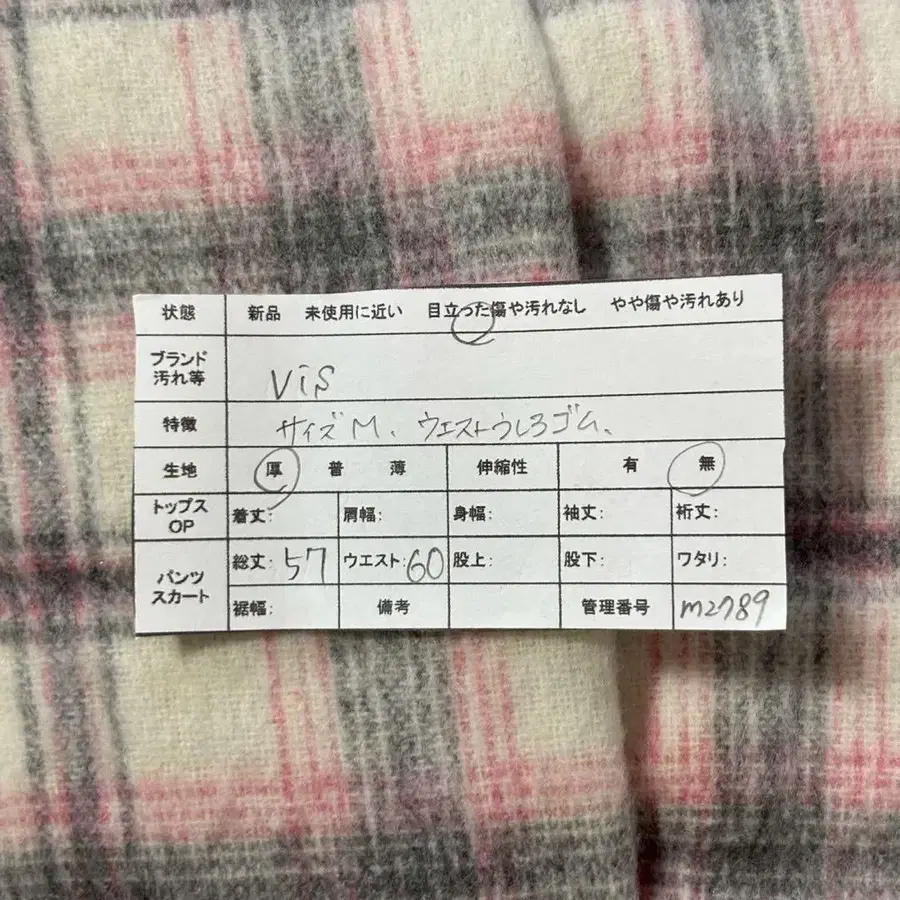 状態 新品 未使用に近い 目立った傷や汚れなし やや傷や汚れあり
ブランド
汚れ等 ViS
特徴 サイズM、ウエストうしろゴム、
生地 厚 普 薄 伸縮性 有 無
トップス
OP 着丈: 肩幅: 身幅: 袖丈: 裄丈:
パンツ
スカート 総丈:57 ウエスト:60 股上: 股下: ワタリ:
裾幅: 備考 管理番号 m2789